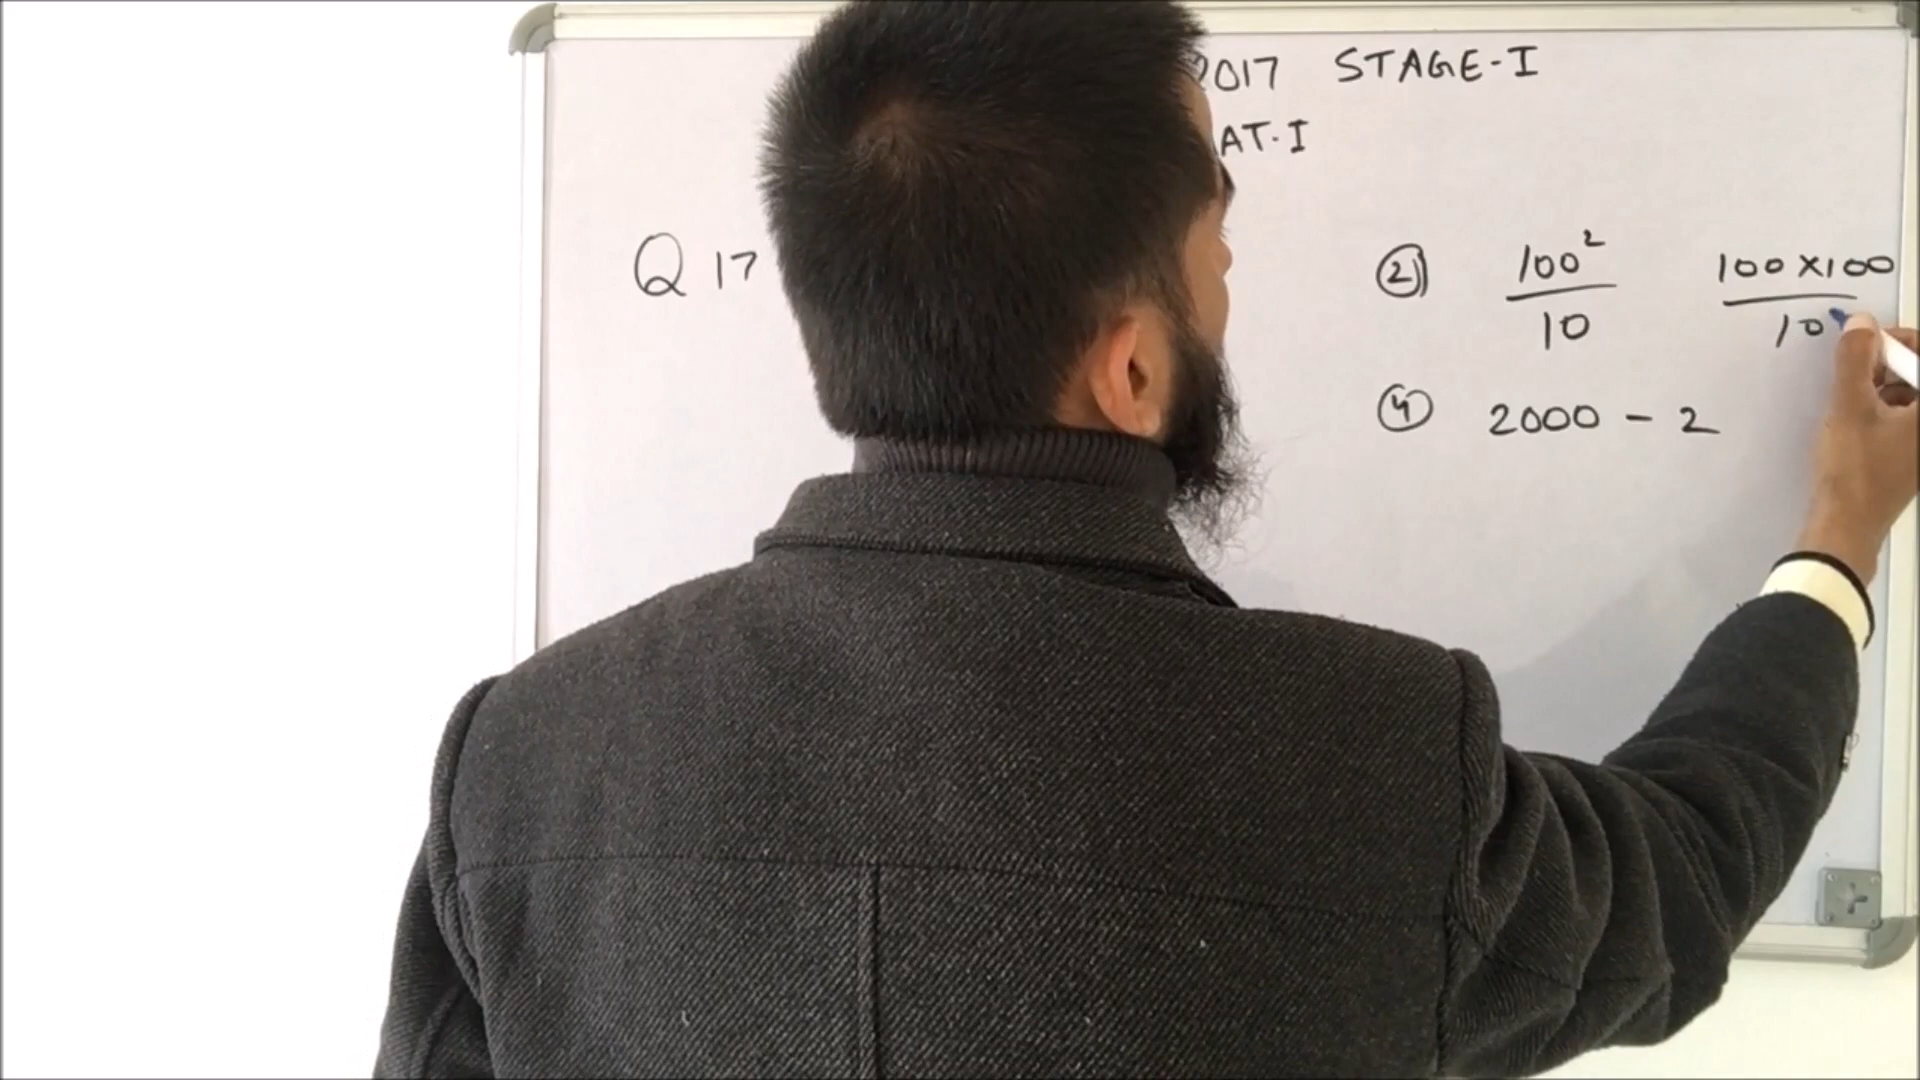 2017 STAGE-I
AT-I
Q 17
② 100² / 10 100 x 100 / 10
④ 2000 - 2